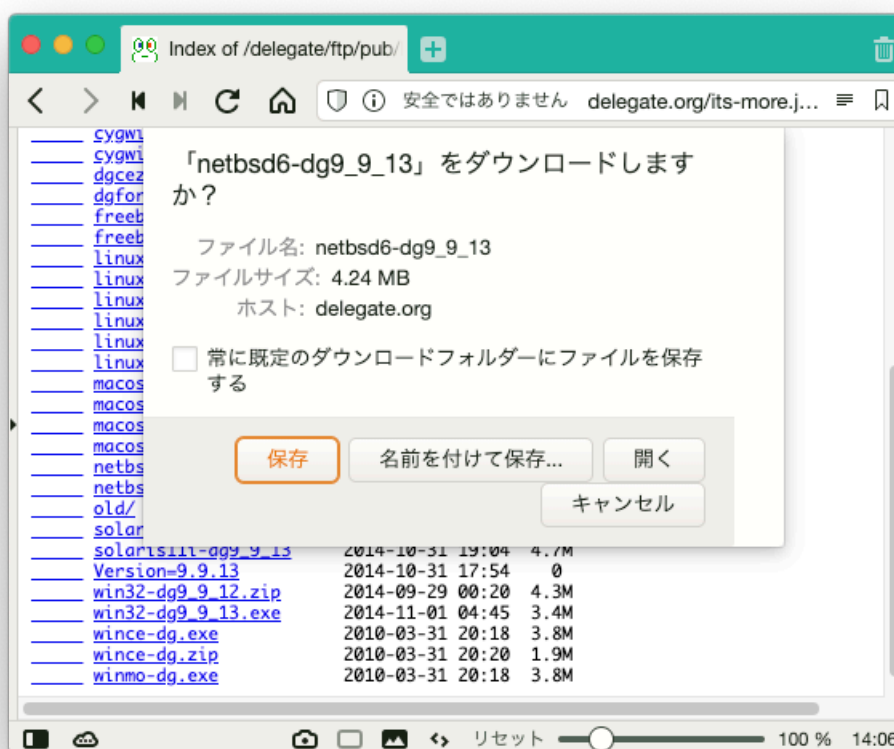 Index of /delegate/ftp/pub/
安全ではありません delegate.org/its-more.j...
「netbsd6-dg9_9_13」をダウンロードします
か？
ファイル名: netbsd6-dg9_9_13
ファイルサイズ: 4.24 MB
ホスト: delegate.org
常に既定のダウンロードフォルダーにファイルを保存
する
保存 名前を付けて保存... 開く
キャンセル
cygwi
cygwi
dgcez
dgfor
freeb
freeb
linux
linux
linux
linux
linux
linux
macos
macos
macos
macos
netbs
netbs
old/
solar
solaris111-dg9_9_13 2014-10-31 19:04 4.7M
Version=9.9.13 2014-10-31 17:54 0
win32-dg9_9_12.zip 2014-09-29 00:20 4.3M
win32-dg9_9_13.exe 2014-11-01 04:45 3.4M
wince-dg.exe 2010-03-31 20:18 3.8M
wince-dg.zip 2010-03-31 20:20 1.9M
winmo-dg.exe 2010-03-31 20:18 3.8M
リセット 100 % 14:06